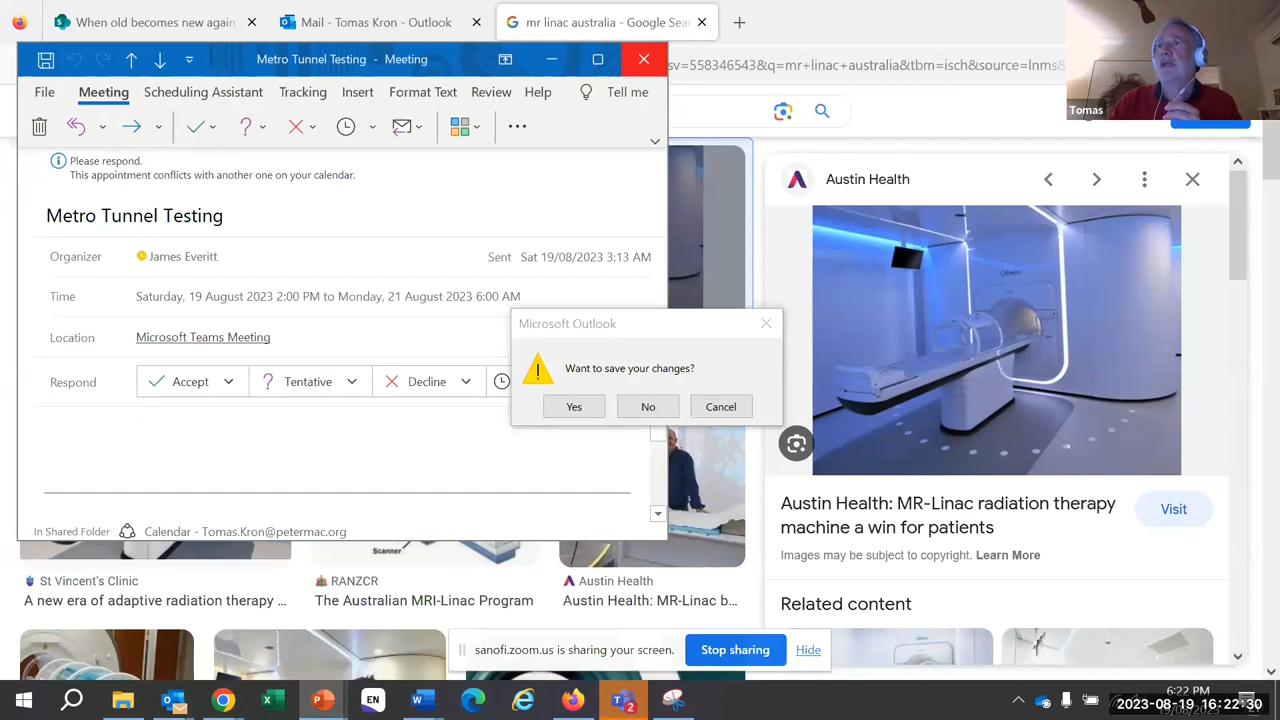 When old becomes new again
Mail - Tomas Kron - Outlook
mr linac australia - Google Sear
Metro Tunnel Testing - Meeting
sv=558346543&q=mr+linac+australia&tbm=isch&source=lnms
Tomas
File Meeting Scheduling Assistant Tracking Insert Format Text Review Help Tell me
Please respond.
This appointment conflicts with another one on your calendar.
Metro Tunnel Testing
Organizer James Everitt Sent Sat 19/08/2023 3:13 AM
Time Saturday, 19 August 2023 2:00 PM to Monday, 21 August 2023 6:00 AM
Location Microsoft Teams Meeting
Respond Accept Tentative Decline
Microsoft Outlook
Want to save your changes?
Yes No Cancel
In Shared Folder Calendar - Tomas.Kron@petermac.org
Austin Health
Austin Health: MR-Linac radiation therapy
machine a win for patients
Visit
Images may be subject to copyright. Learn More
Related content
Scanner
St Vincent's Clinic
A new era of adaptive radiation therapy ...
RANZCR
The Australian MRI-Linac Program
Austin Health
Austin Health: MR-Linac b...
sanofi.zoom.us is sharing your screen. Stop sharing Hide
EN
6:22 PM
2023-08-19 16:22:30